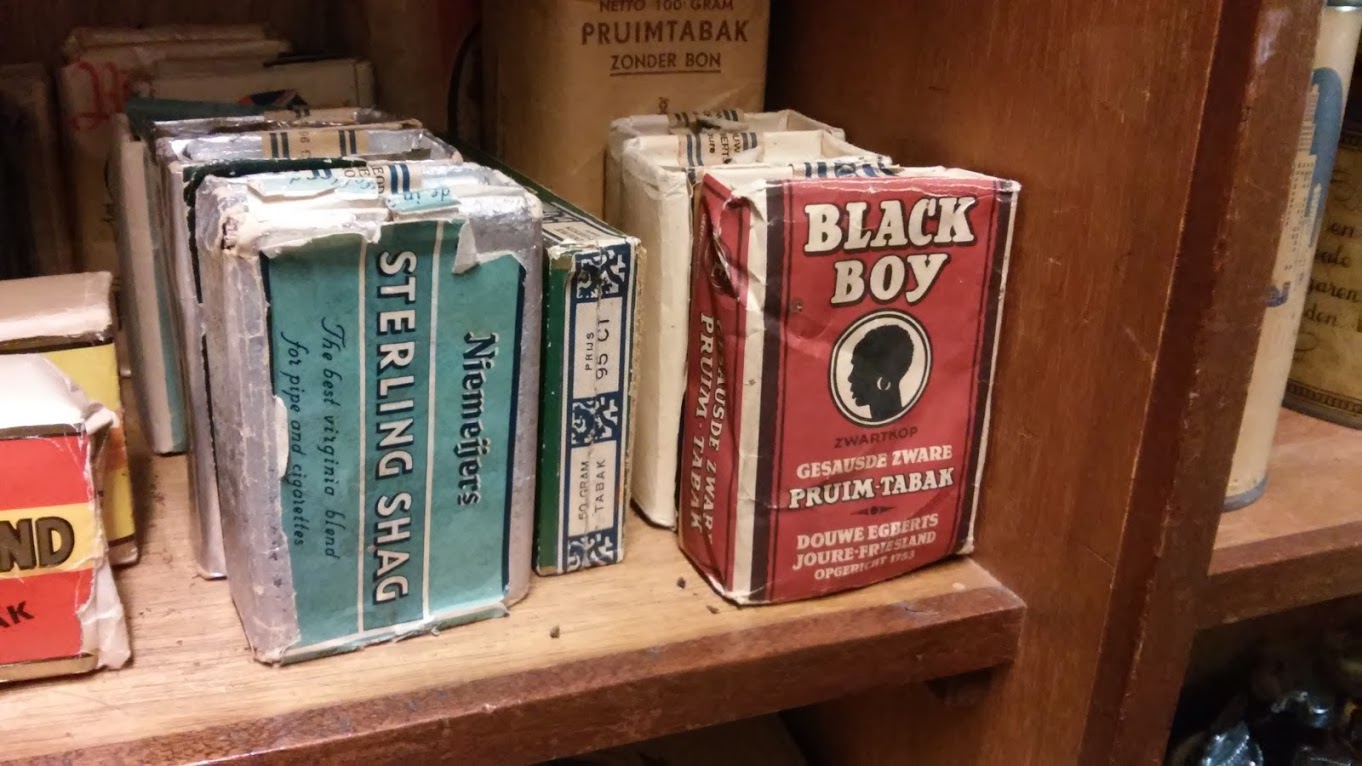 NETTO 100 GRAM
PRUIMTABAK
ZONDER BON
Niemeijers
STERLING SHAG
The best virginia blend
for pipe and cigarettes
de in
PRIJS
95 CT
50 GRAM
TABAK
BLACK
BOY
ZWARTKOP
GESAUSDE ZWARE
PRUIM-TABAK
DOUWE EGBERTS
JOURE-FRIESLAND
OPGERICHT 1753
PRUIM-TABAK
ND
AK